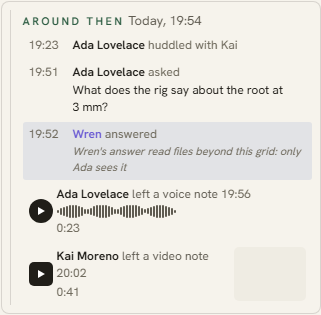 AROUND THEN Today, 19:54
19:23 Ada Lovelace huddled with Kai
19:51 Ada Lovelace asked
What does the rig say about the root at
3 mm?
19:52 Wren answered
Wren's answer read files beyond this grid: only
Ada sees it
Ada Lovelace left a voice note 19:56
0:23
Kai Moreno left a video note
20:02
0:41